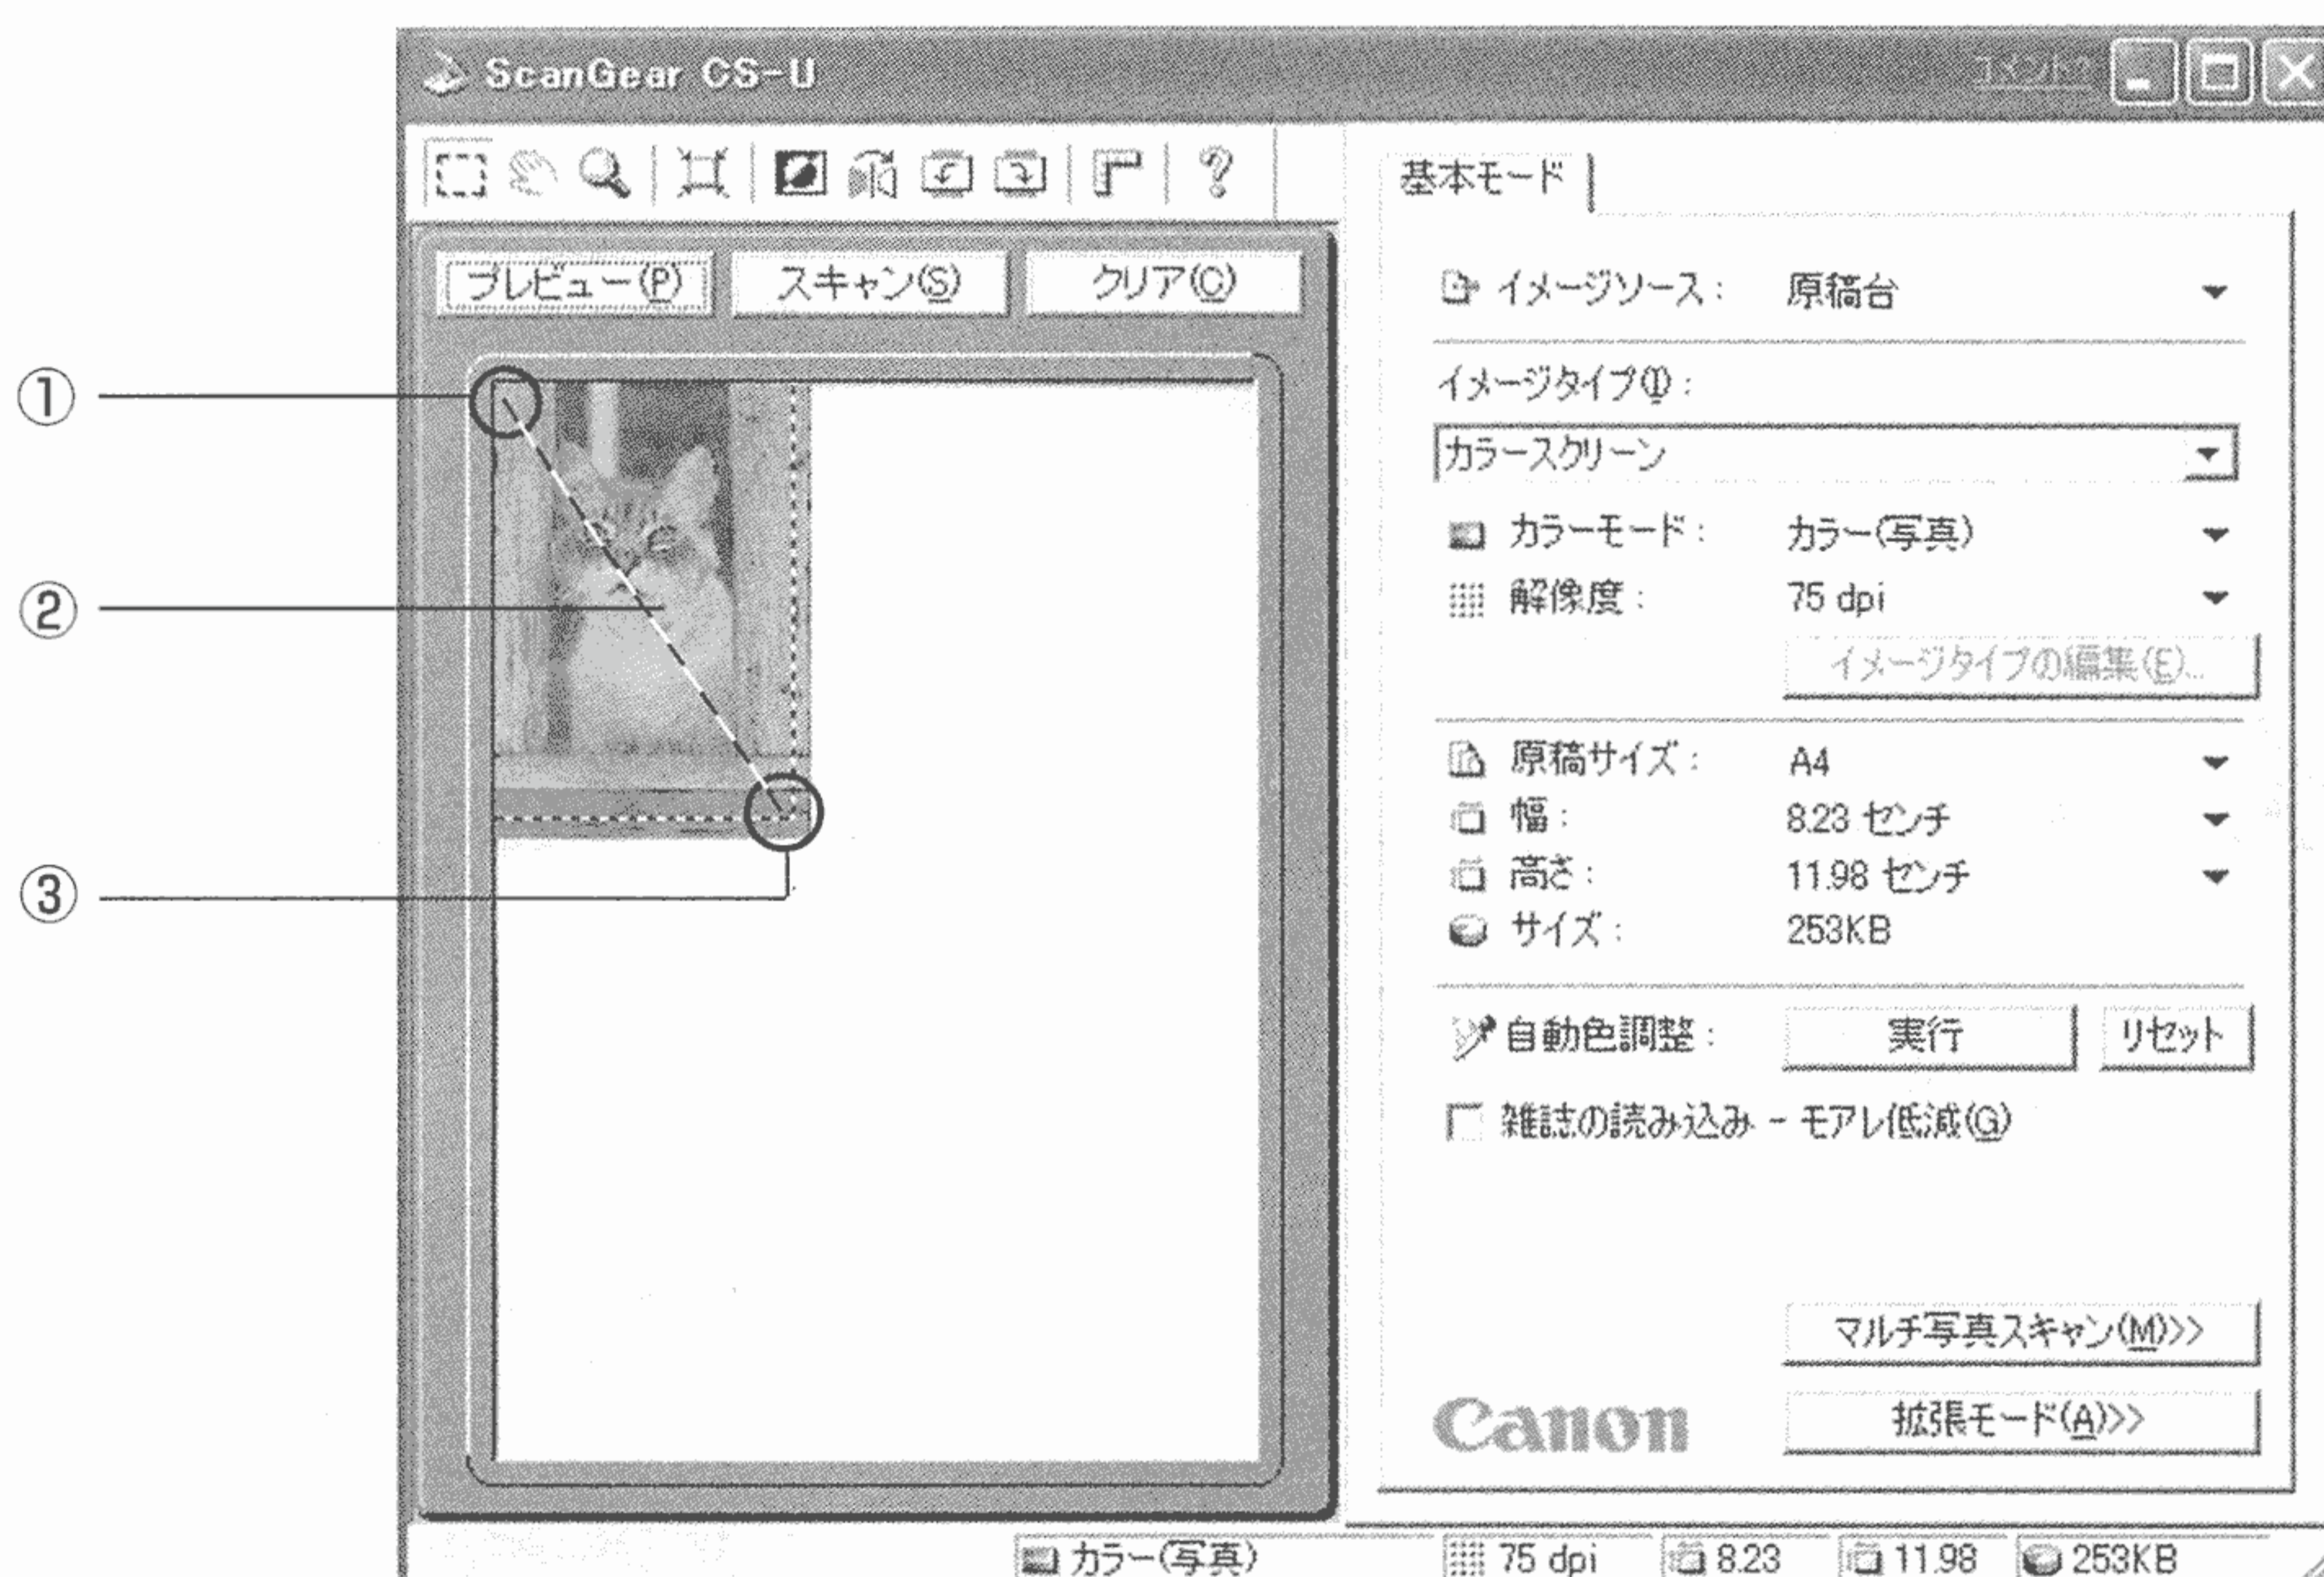 ScanGear CS-U
コメント?
プレビュー(P) スキャン(S) クリア(C)
①
②
③
基本モード
イメージソース: 原稿台
イメージタイプ(I):
カラースクリーン
カラーモード: カラー(写真)
解像度: 75 dpi
イメージタイプの編集(E)...
原稿サイズ: A4
幅: 8.23 センチ
高さ: 11.98 センチ
サイズ: 253KB
自動色調整: 実行 リセット
雑誌の読み込み - モアレ低減(G)
マルチ写真スキャン(M)>>
Canon
拡張モード(A)>>
カラー(写真) 75 dpi 8.23 11.98 253KB